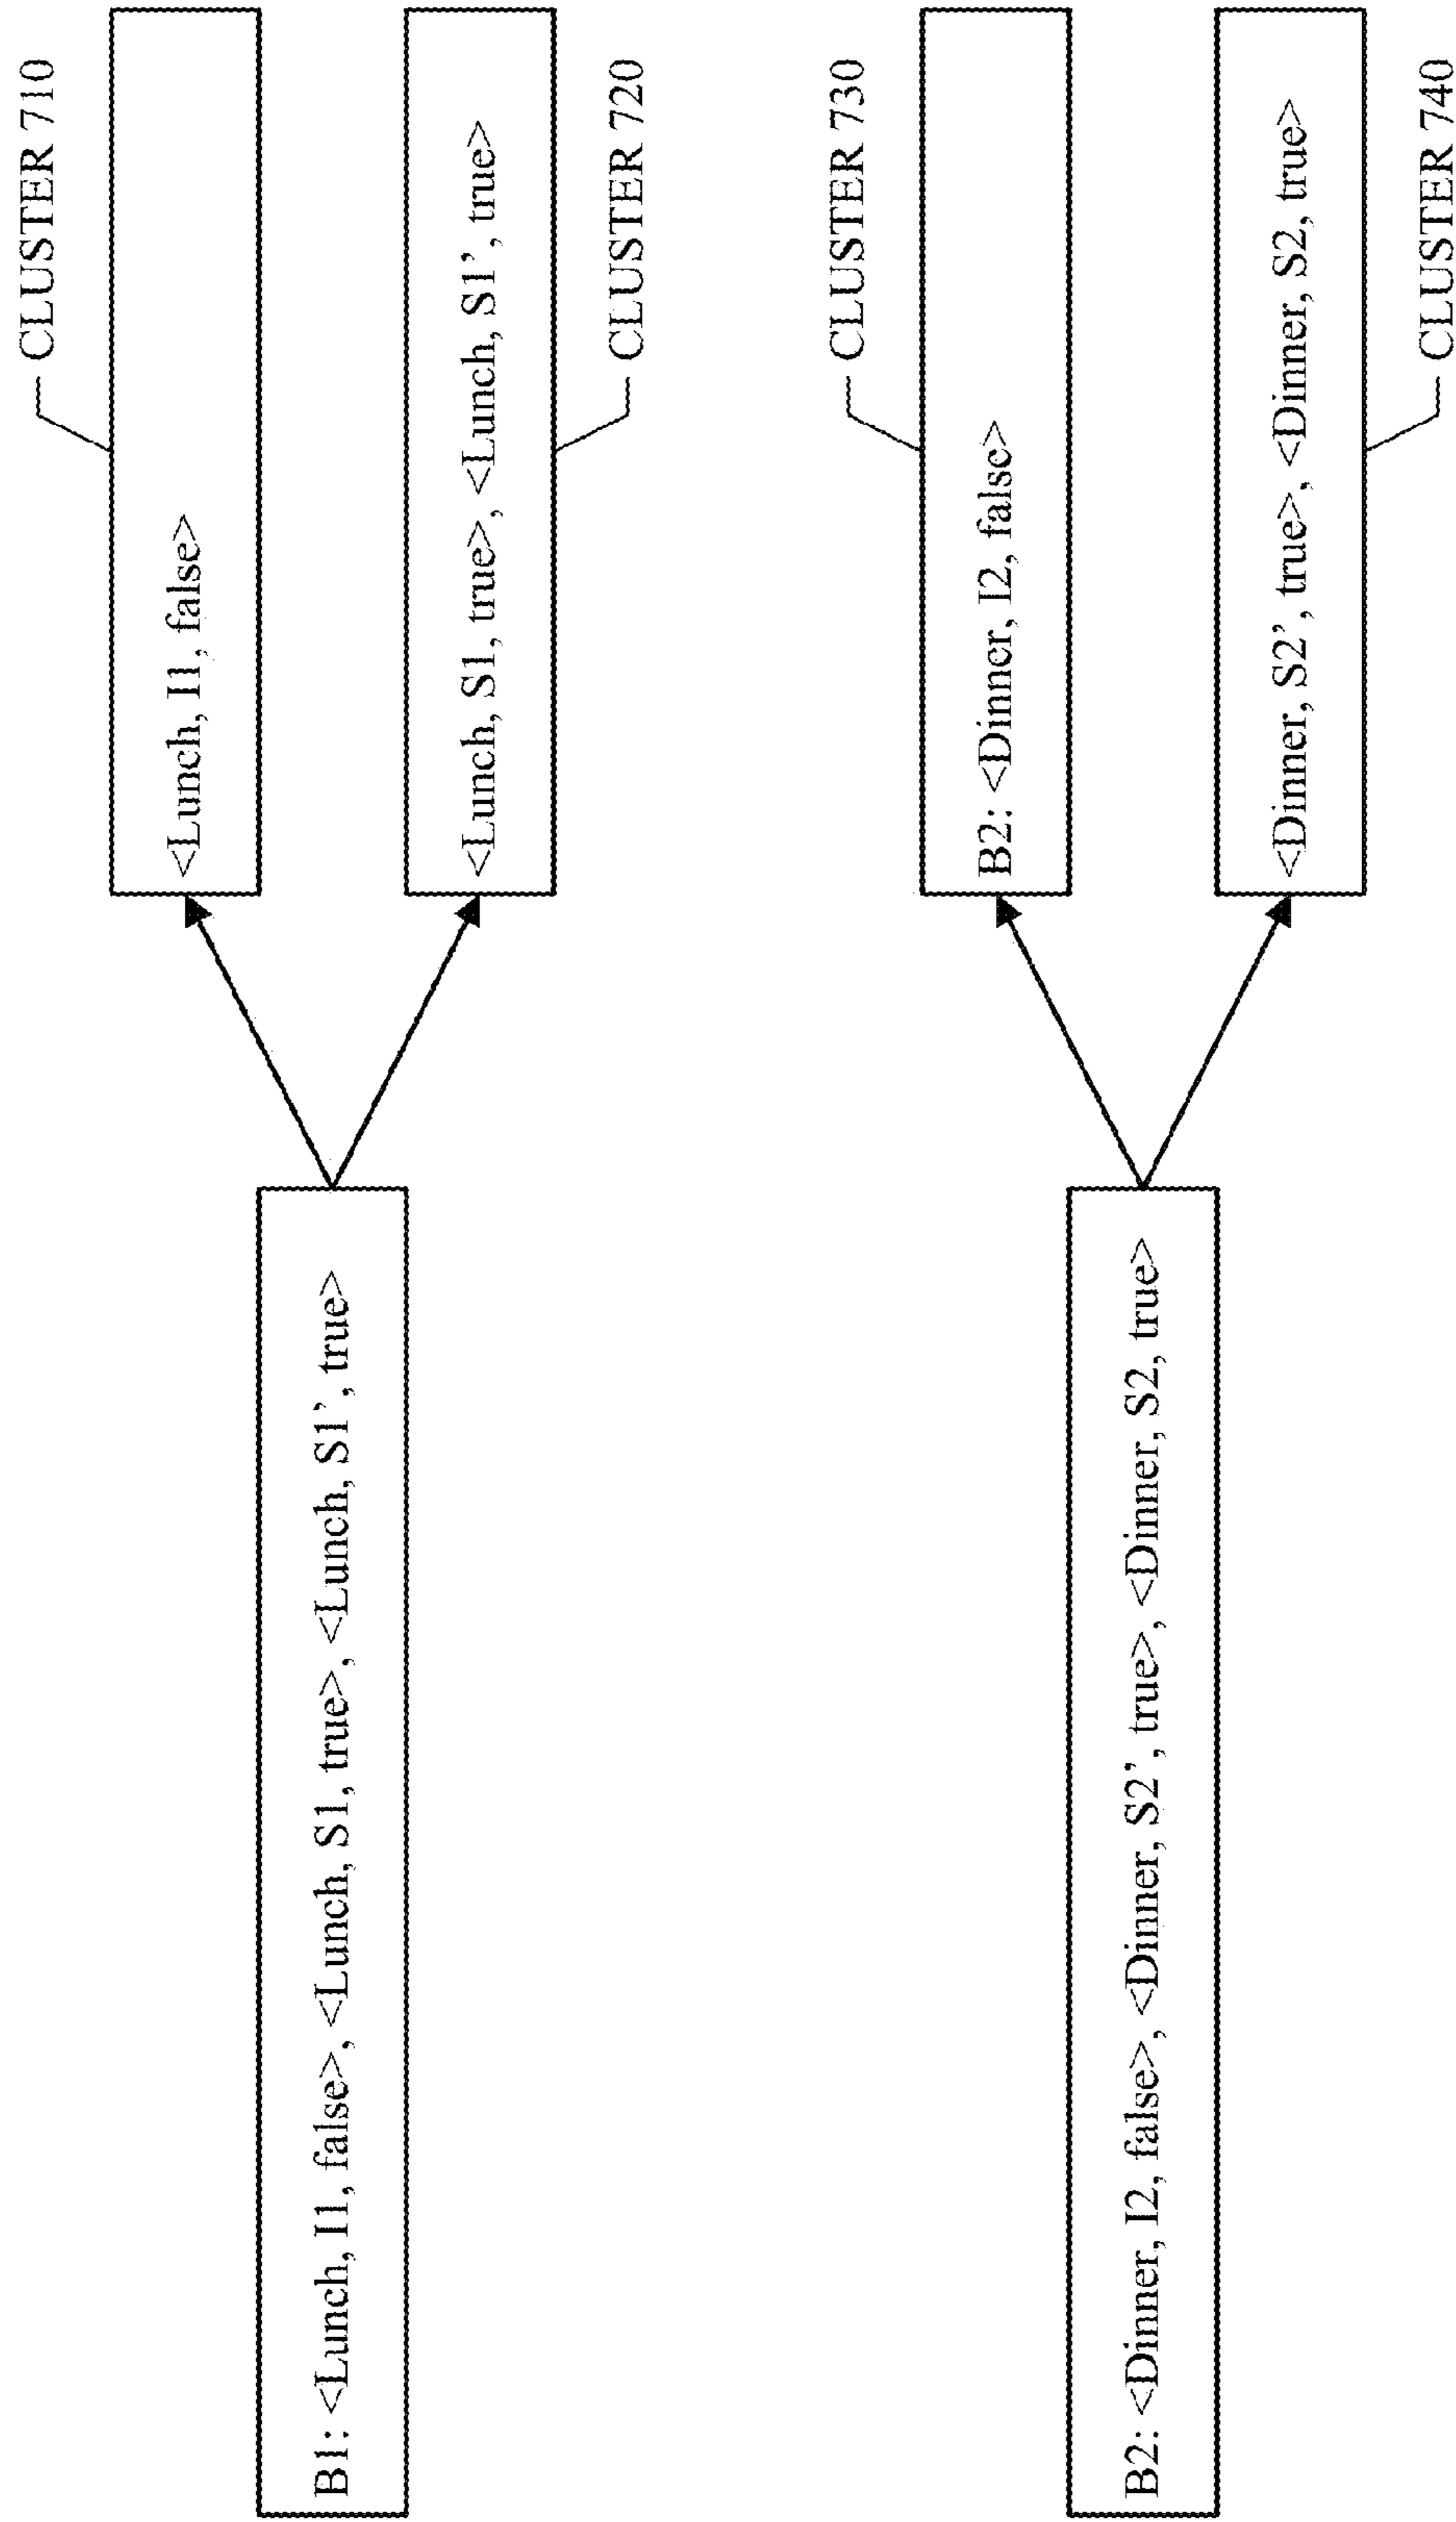 CLUSTER 710
<Lunch, I1, false>
B1: <Lunch, I1, false>, <Lunch, S1, true>, <Lunch, S1’, true>
<Lunch, S1, true>, <Lunch, S1’, true>
CLUSTER 720
CLUSTER 730
B2: <Dinner, I2, false>
B2: <Dinner, I2, false>, <Dinner, S2’, true>, <Dinner, S2, true>
<Dinner, S2’, true>, <Dinner, S2, true>
CLUSTER 740